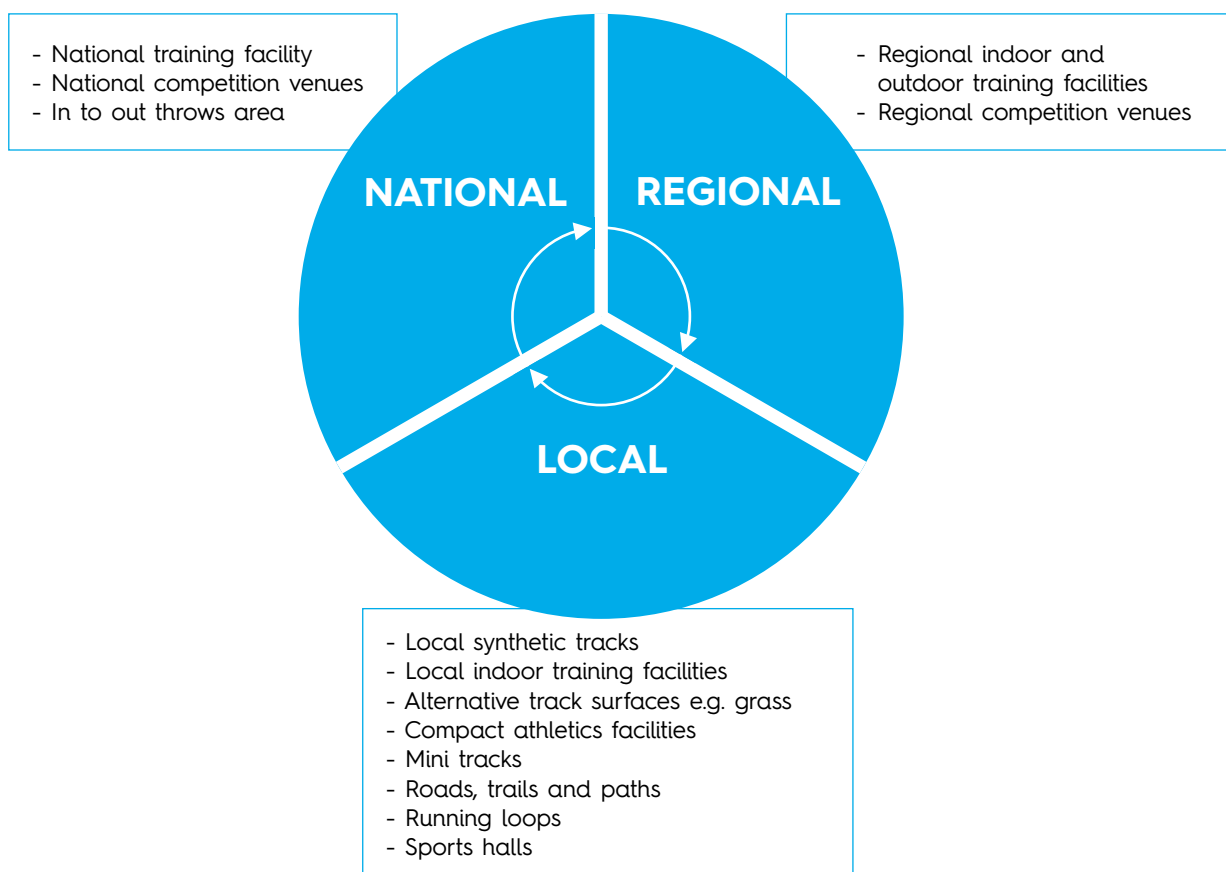 - National training facility
- National competition venues
- In to out throws area
- Regional indoor and
outdoor training facilities
- Regional competition venues
NATIONAL
REGIONAL
LOCAL
- Local synthetic tracks
- Local indoor training facilities
- Alternative track surfaces e.g. grass
- Compact athletics facilities
- Mini tracks
- Roads, trails and paths
- Running loops
- Sports halls